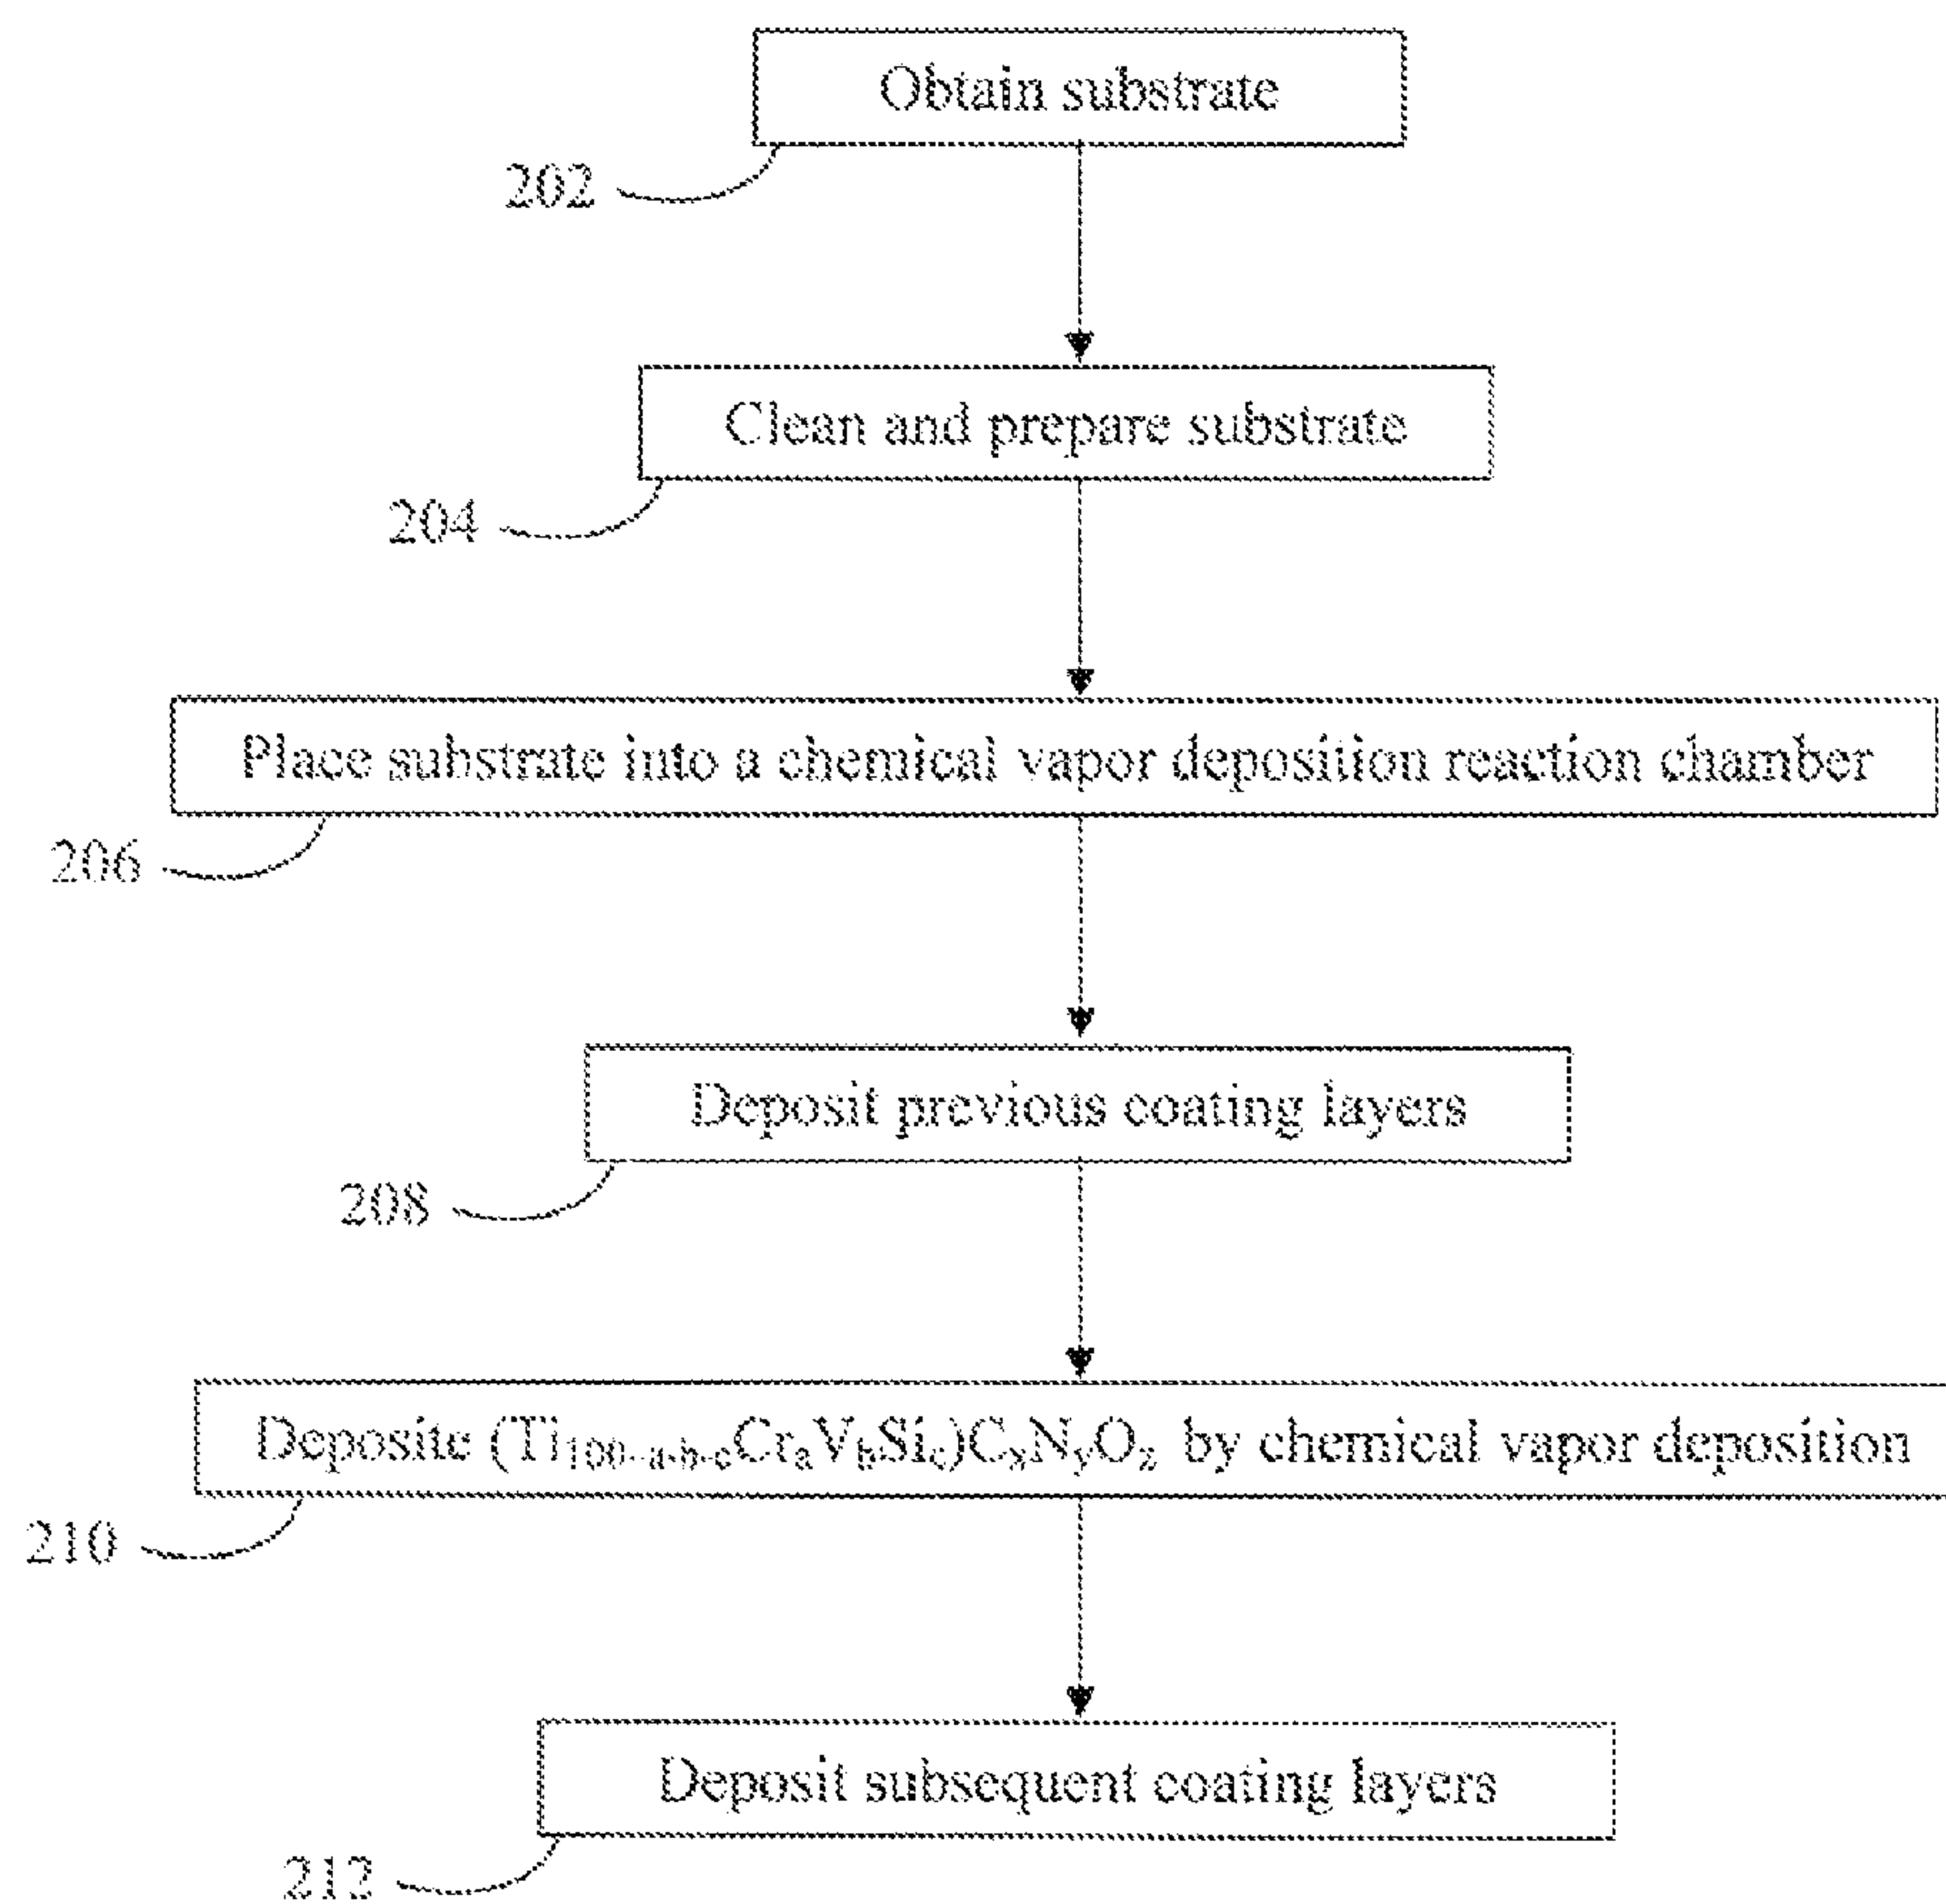 Obtain substrate
202
Clean and prepare substrate
204
Place substrate into a chemical vapor deposition reaction chamber
206
Deposit previous coating layers
208
Deposite (Ti₁₀₀₋ₐ₋b₋cCrₐVbSic)CₓNyOz by chemical vapor deposition
210
Deposit subsequent coating layers
212